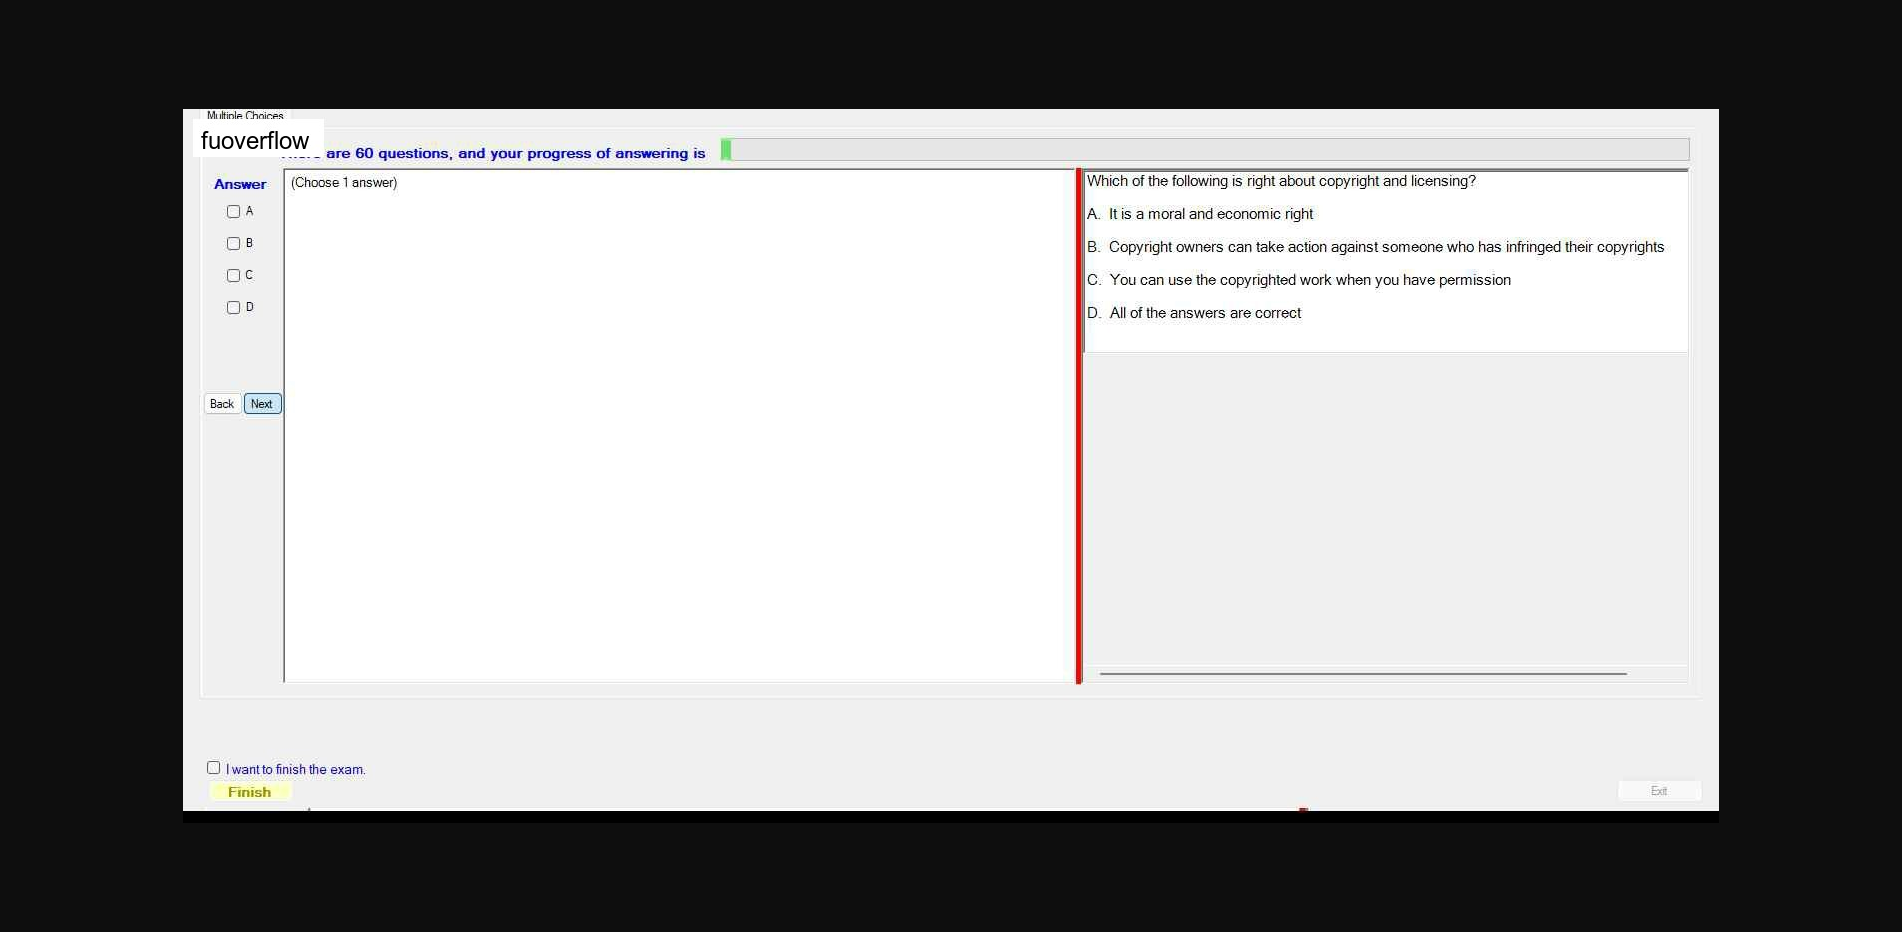 Multiple Choices
fuoverflow
are 60 questions, and your progress of answering is
Answer
(Choose 1 answer)
A
B
C
D
Back Next
Which of the following is right about copyright and licensing?
A. It is a moral and economic right
B. Copyright owners can take action against someone who has infringed their copyrights
C. You can use the copyrighted work when you have permission
D. All of the answers are correct
I want to finish the exam.
Finish
Exit